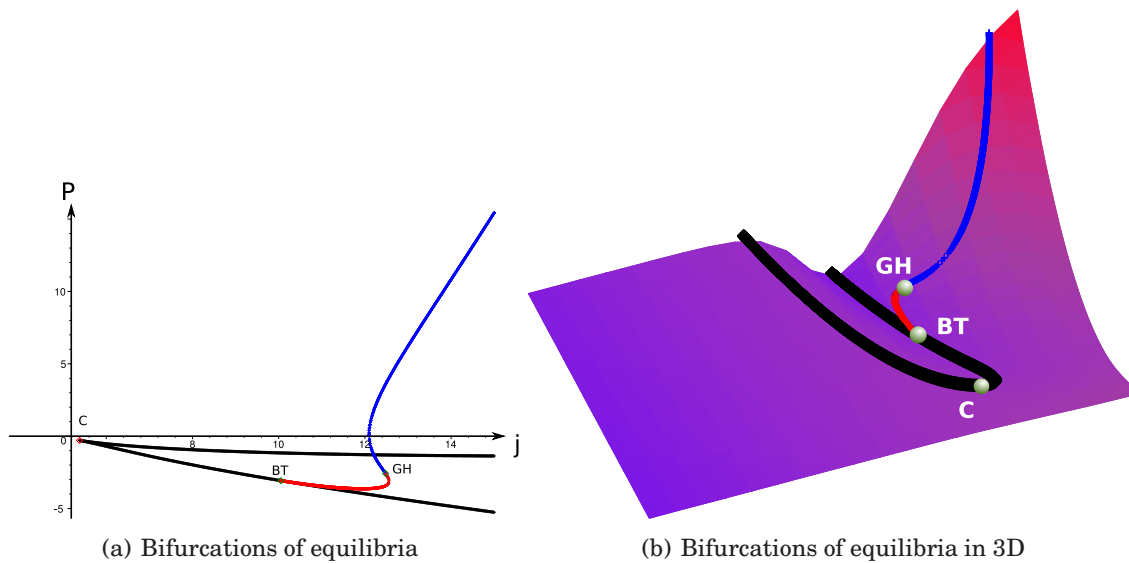 P
10
5
C
0
8
10
12
14
j
BT
GH
-5
(a) Bifurcations of equilibria
GH
BT
C
(b) Bifurcations of equilibria in 3D